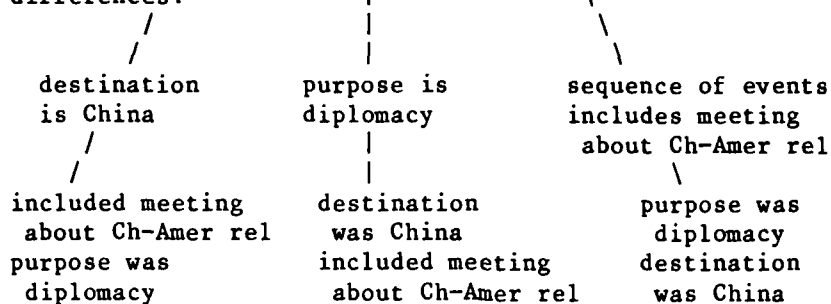 destination purpose is sequence of events
is China diplomacy includes meeting
about Ch-Amer rel
included meeting destination purpose was
about Ch-Amer rel was China diplomacy
purpose was included meeting destination
diplomacy about Ch-Amer rel was China